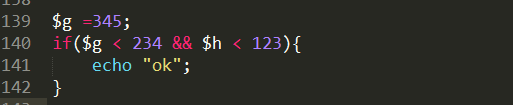 139 $g =345;
140 if($g < 234 && $h < 123){
141     echo "ok";
142 }